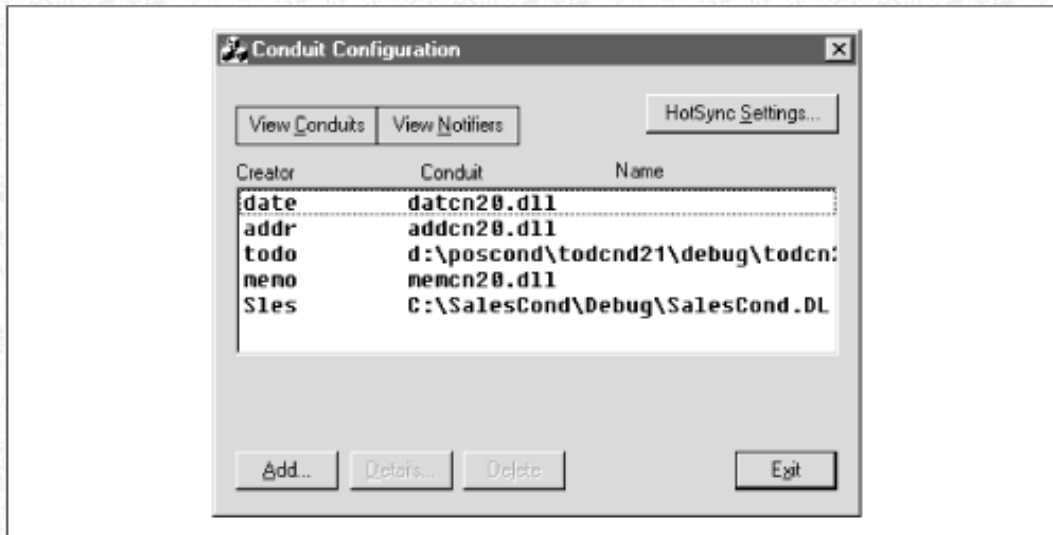 Conduit Configuration
View Conduits View Notifiers HotSync Settings...
Creator Conduit Name
date datcn20.dll
addr addcn20.dll
todo d:\poscond\todcnd21\debug\todcn
memo memcn20.dll
Sles C:\SalesCond\Debug\SalesCond.DL
Add... Details... Delete Exit